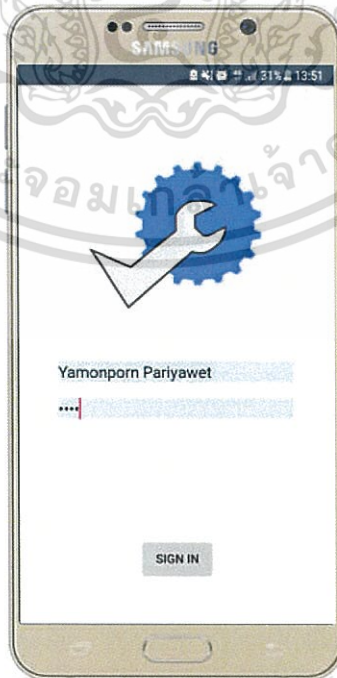 SAMSUNG
31% 13:51
Yamonporn Pariyawet
••••
SIGN IN